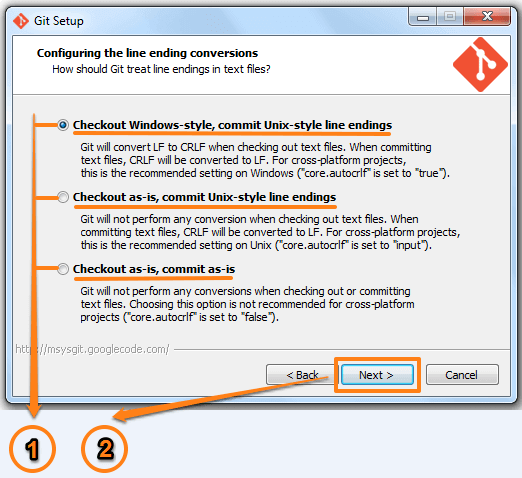 Git Setup
Configuring the line ending conversions
How should Git treat line endings in text files?
Checkout Windows-style, commit Unix-style line endings
Git will convert LF to CRLF when checking out text files. When committing
text files, CRLF will be converted to LF. For cross-platform projects,
this is the recommended setting on Windows ("core.autocrlf" is set to "true").
Checkout as-is, commit Unix-style line endings
Git will not perform any conversion when checking out text files. When
committing text files, CRLF will be converted to LF. For cross-platform projects,
this is the recommended setting on Unix ("core.autocrlf" is set to "input").
Checkout as-is, commit as-is
Git will not perform any conversions when checking out or committing
text files. Choosing this option is not recommended for cross-platform
projects ("core.autocrlf" is set to "false").
http://msysgit.googlecode.com/
< Back Next > Cancel
1 2